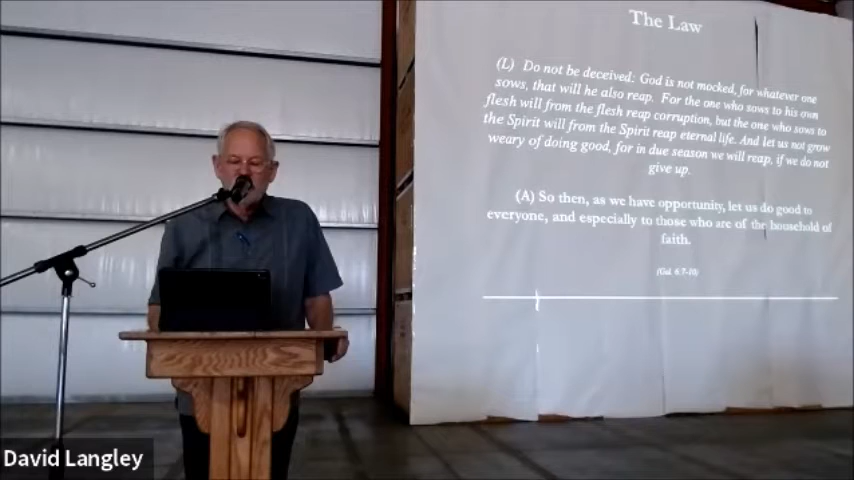 The Law
(L) Do not be deceived: God is not mocked, for whatever one
sows, that will he also reap. For the one who sows to his own
flesh will from the flesh reap corruption, but the one who sows to
the Spirit will from the Spirit reap eternal life. And let us not grow
weary of doing good, for in due season we will reap, if we do not
give up.
(A) So then, as we have opportunity, let us do good to
everyone, and especially to those who are of the household of
faith.
(Gal. 6:7-10)
David Langley